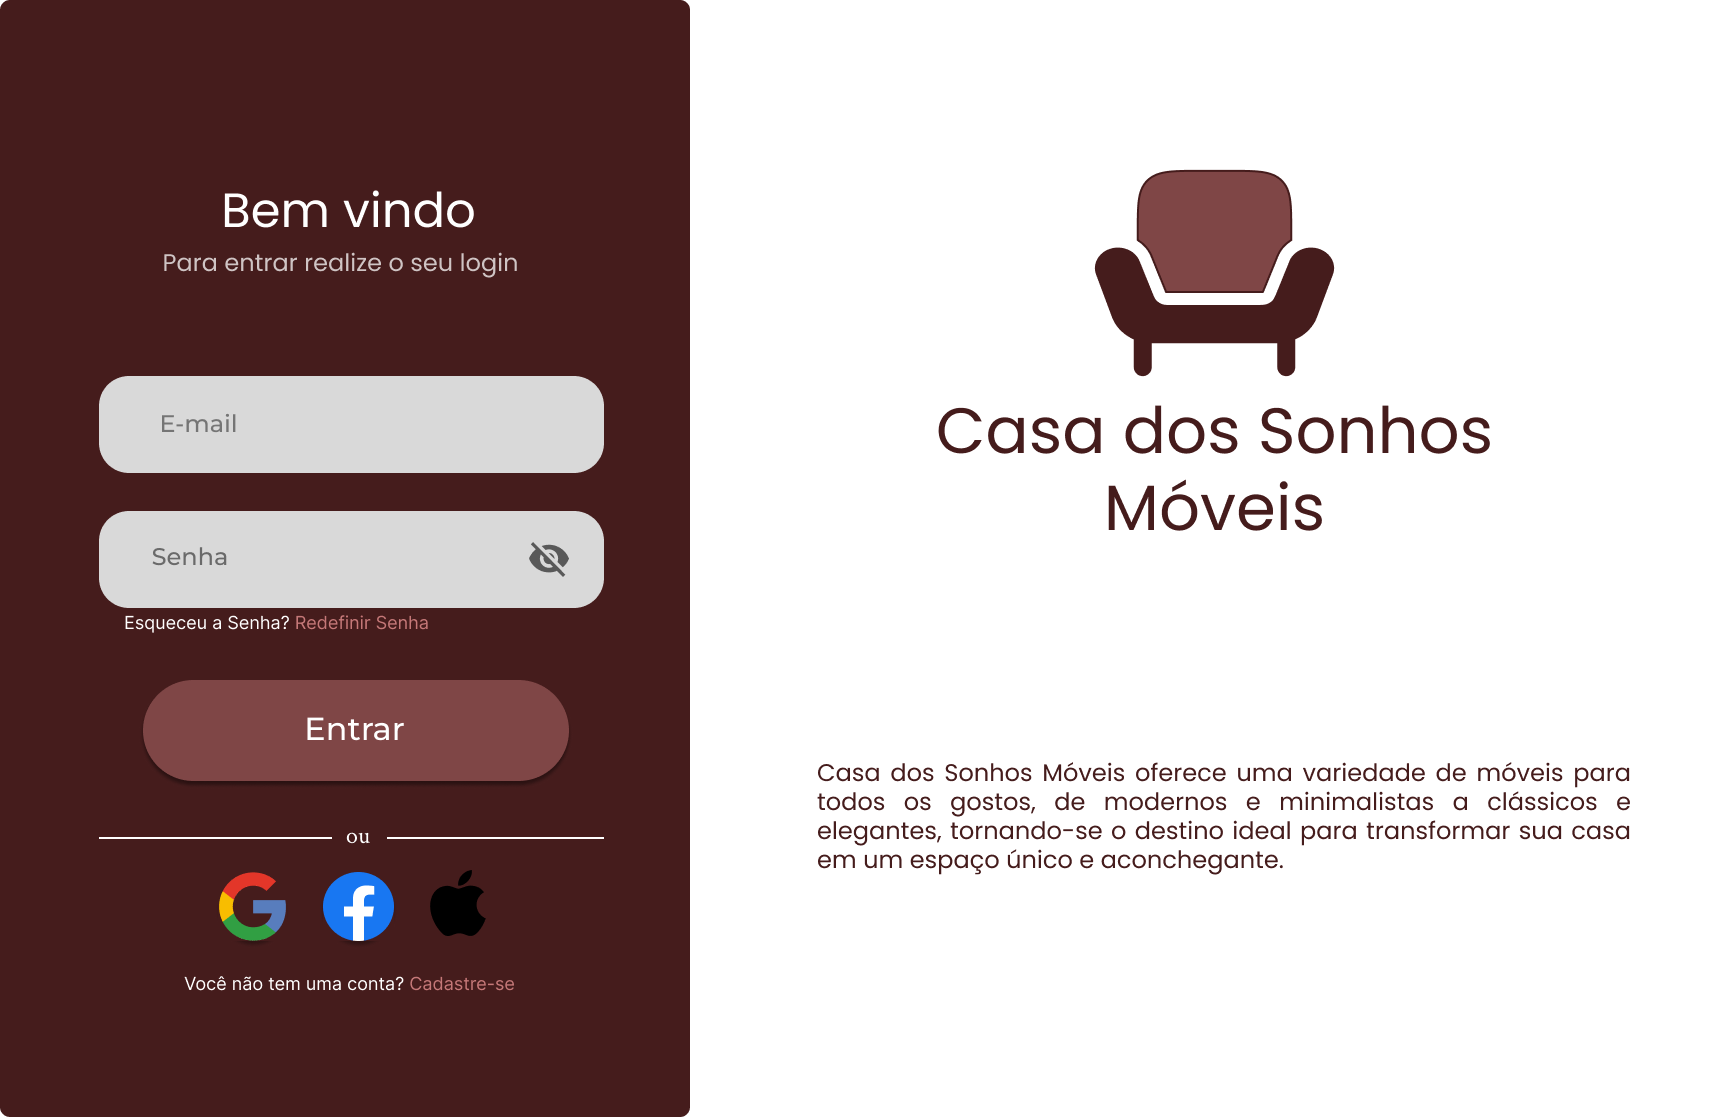 Bem vindo
Para entrar realize o seu login
E-mail
Senha
Esqueceu a Senha? Redefinir Senha
Entrar
ou
Você não tem uma conta? Cadastre-se
Casa dos Sonhos
Móveis
Casa dos Sonhos Móveis oferece uma variedade de móveis para
todos os gostos, de modernos e minimalistas a clássicos e
elegantes, tornando-se o destino ideal para transformar sua casa
em um espaço único e aconchegante.